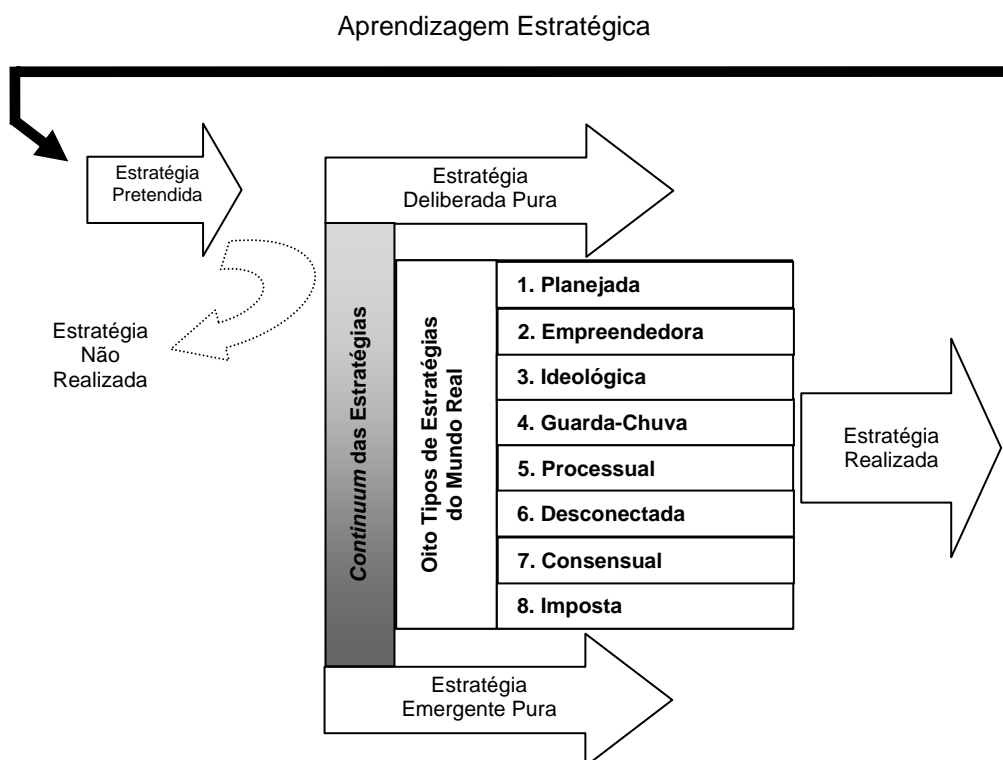 Aprendizagem Estratégica
Estratégia
Pretendida
Estratégia
Deliberada Pura
Estratégia
Não
Realizada
Continuum das Estratégias
Oito Tipos de Estratégias
do Mundo Real
1. Planejada
2. Empreendedora
3. Ideológica
4. Guarda-Chuva
5. Processual
6. Desconectada
7. Consensual
8. Imposta
Estratégia
Realizada
Estratégia
Emergente Pura